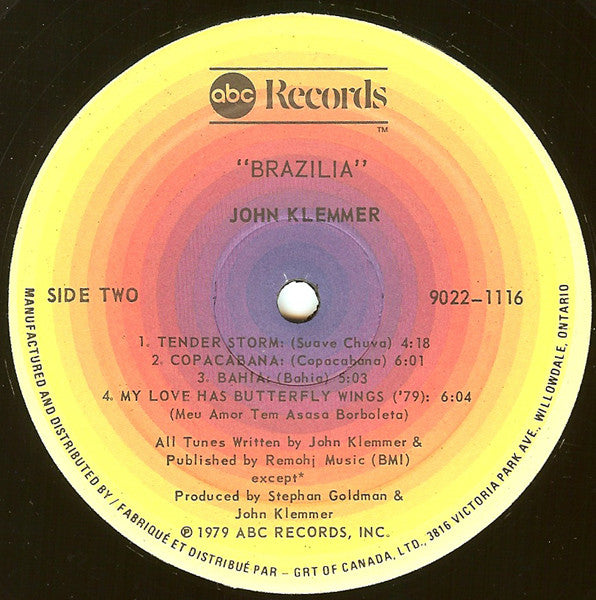 abc Records
TM
"BRAZILIA"
JOHN KLEMMER
SIDE TWO
9022-1116
1. TENDER STORM: (Suave Chuva) 4:18
2. COPACABANA: (Copacabana) 6:01
3. BAHIA: (Bahia) 5:03
4. MY LOVE HAS BUTTERFLY WINGS ('79): 6:04
(Meu Amor Tem Asasa Borboleta)
All Tunes Written by John Klemmer &
Published by Remohj Music (BMI)
except*
Produced by Stephan Goldman &
John Klemmer
℗ 1979 ABC RECORDS, INC.
MANUFACTURED AND DISTRIBUTED BY / FABRIQUÉ ET DISTRIBUÉ PAR - GRT OF CANADA, LTD., 3816 VICTORIA PARK AVE., WILLOWDALE, ONTARIO